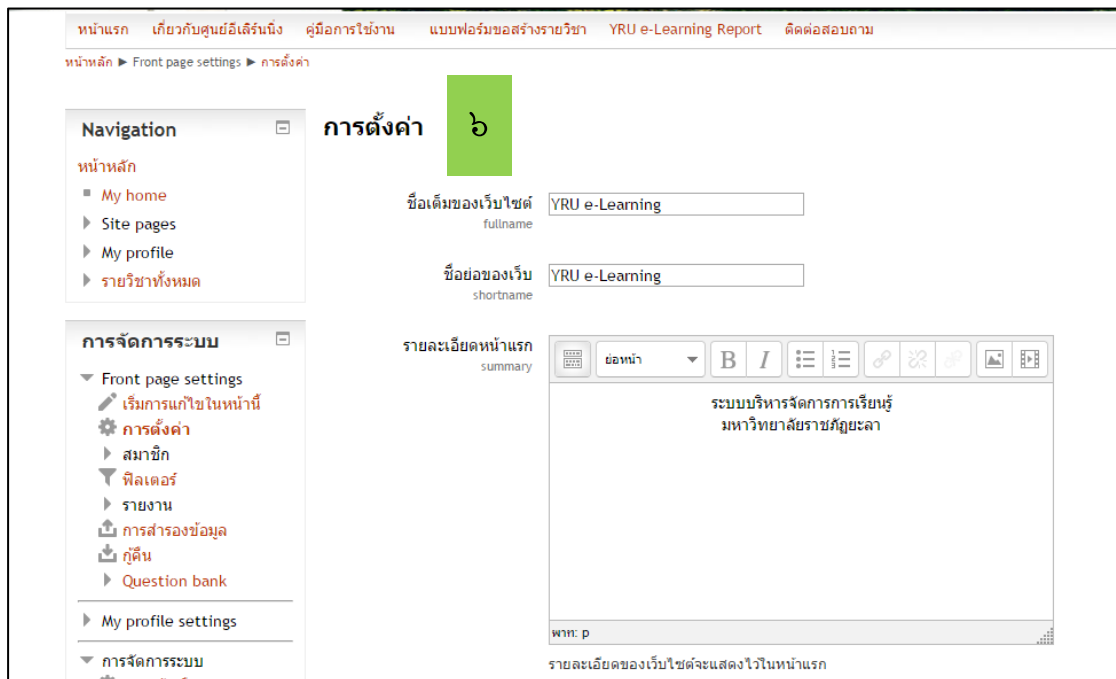 หน้าแรก เกี่ยวกับศูนย์อีเลิร์นนิ่ง คู่มือการใช้งาน แบบฟอร์มขอสร้างรายวิชา YRU e-Learning Report ติดต่อสอบถาม
หน้าหลัก ► Front page settings ► การตั้งค่า
Navigation
หน้าหลัก
My home
Site pages
My profile
รายวิชาทั้งหมด
การจัดการระบบ
Front page settings
เริ่มการแก้ไขในหน้านี้
การตั้งค่า
สมาชิก
ฟิลเตอร์
รายงาน
การสำรองข้อมูล
กู้คืน
Question bank
My profile settings
การจัดการระบบ
การตั้งค่า ๖
ชื่อเต็มของเว็บไซต์ YRU e-Learning
fullname
ชื่อย่อของเว็บ YRU e-Learning
shortname
รายละเอียดหน้าแรก
summary
ย่อหน้า B I
ระบบบริหารจัดการการเรียนรู้
มหาวิทยาลัยราชภัฏยะลา
พาท: p
รายละเอียดของเว็บไซต์จะแสดงไว้ในหน้าแรก